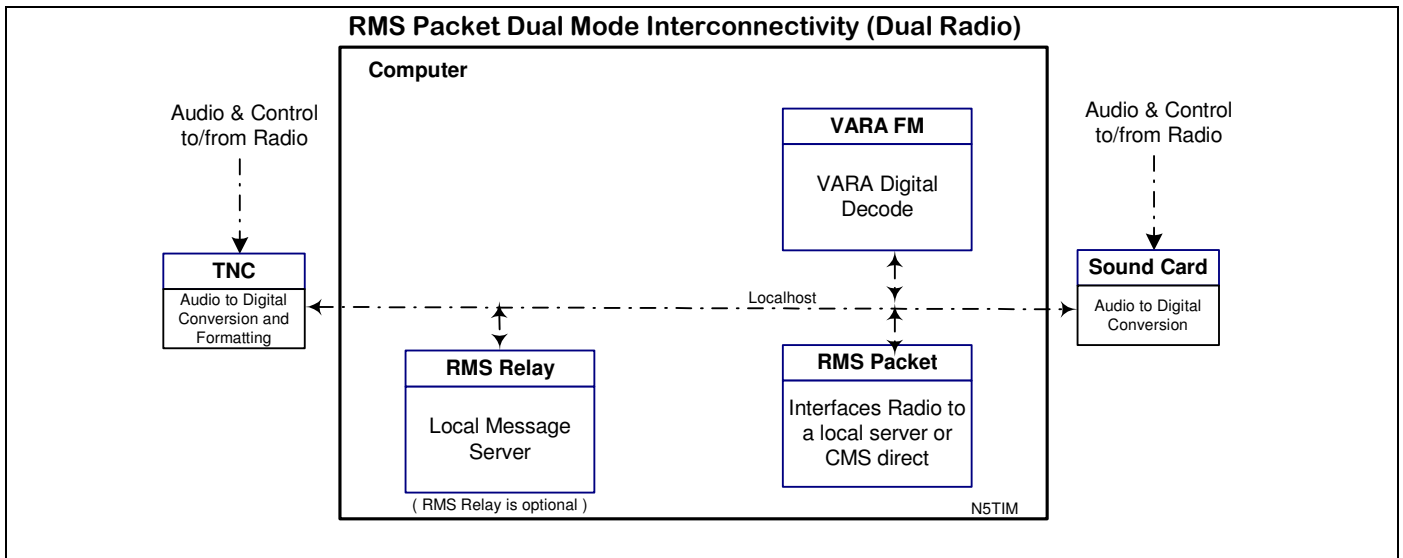 RMS Packet Dual Mode Interconnectivity (Dual Radio)
Computer
Audio & Control
to/from Radio
TNC
Audio to Digital
Conversion and
Formatting
VARA FM
VARA Digital
Decode
Audio & Control
to/from Radio
Sound Card
Audio to Digital
Conversion
Localhost
RMS Relay
Local Message
Server
( RMS Relay is optional )
RMS Packet
Interfaces Radio to
a local server or
CMS direct
N5TIM